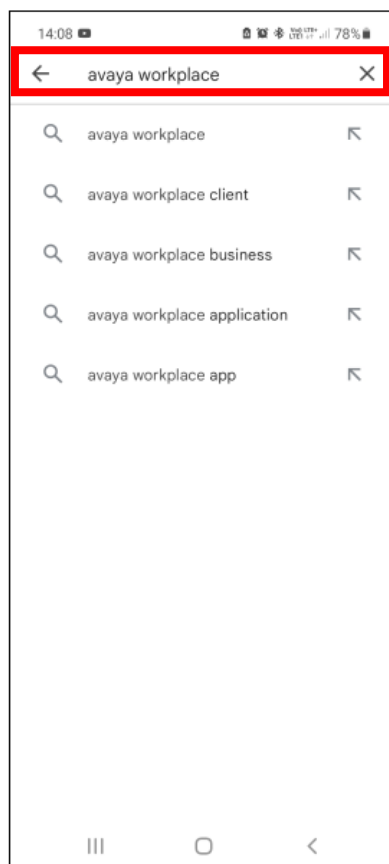 14:08 78%
avaya workplace
avaya workplace
avaya workplace client
avaya workplace business
avaya workplace application
avaya workplace app